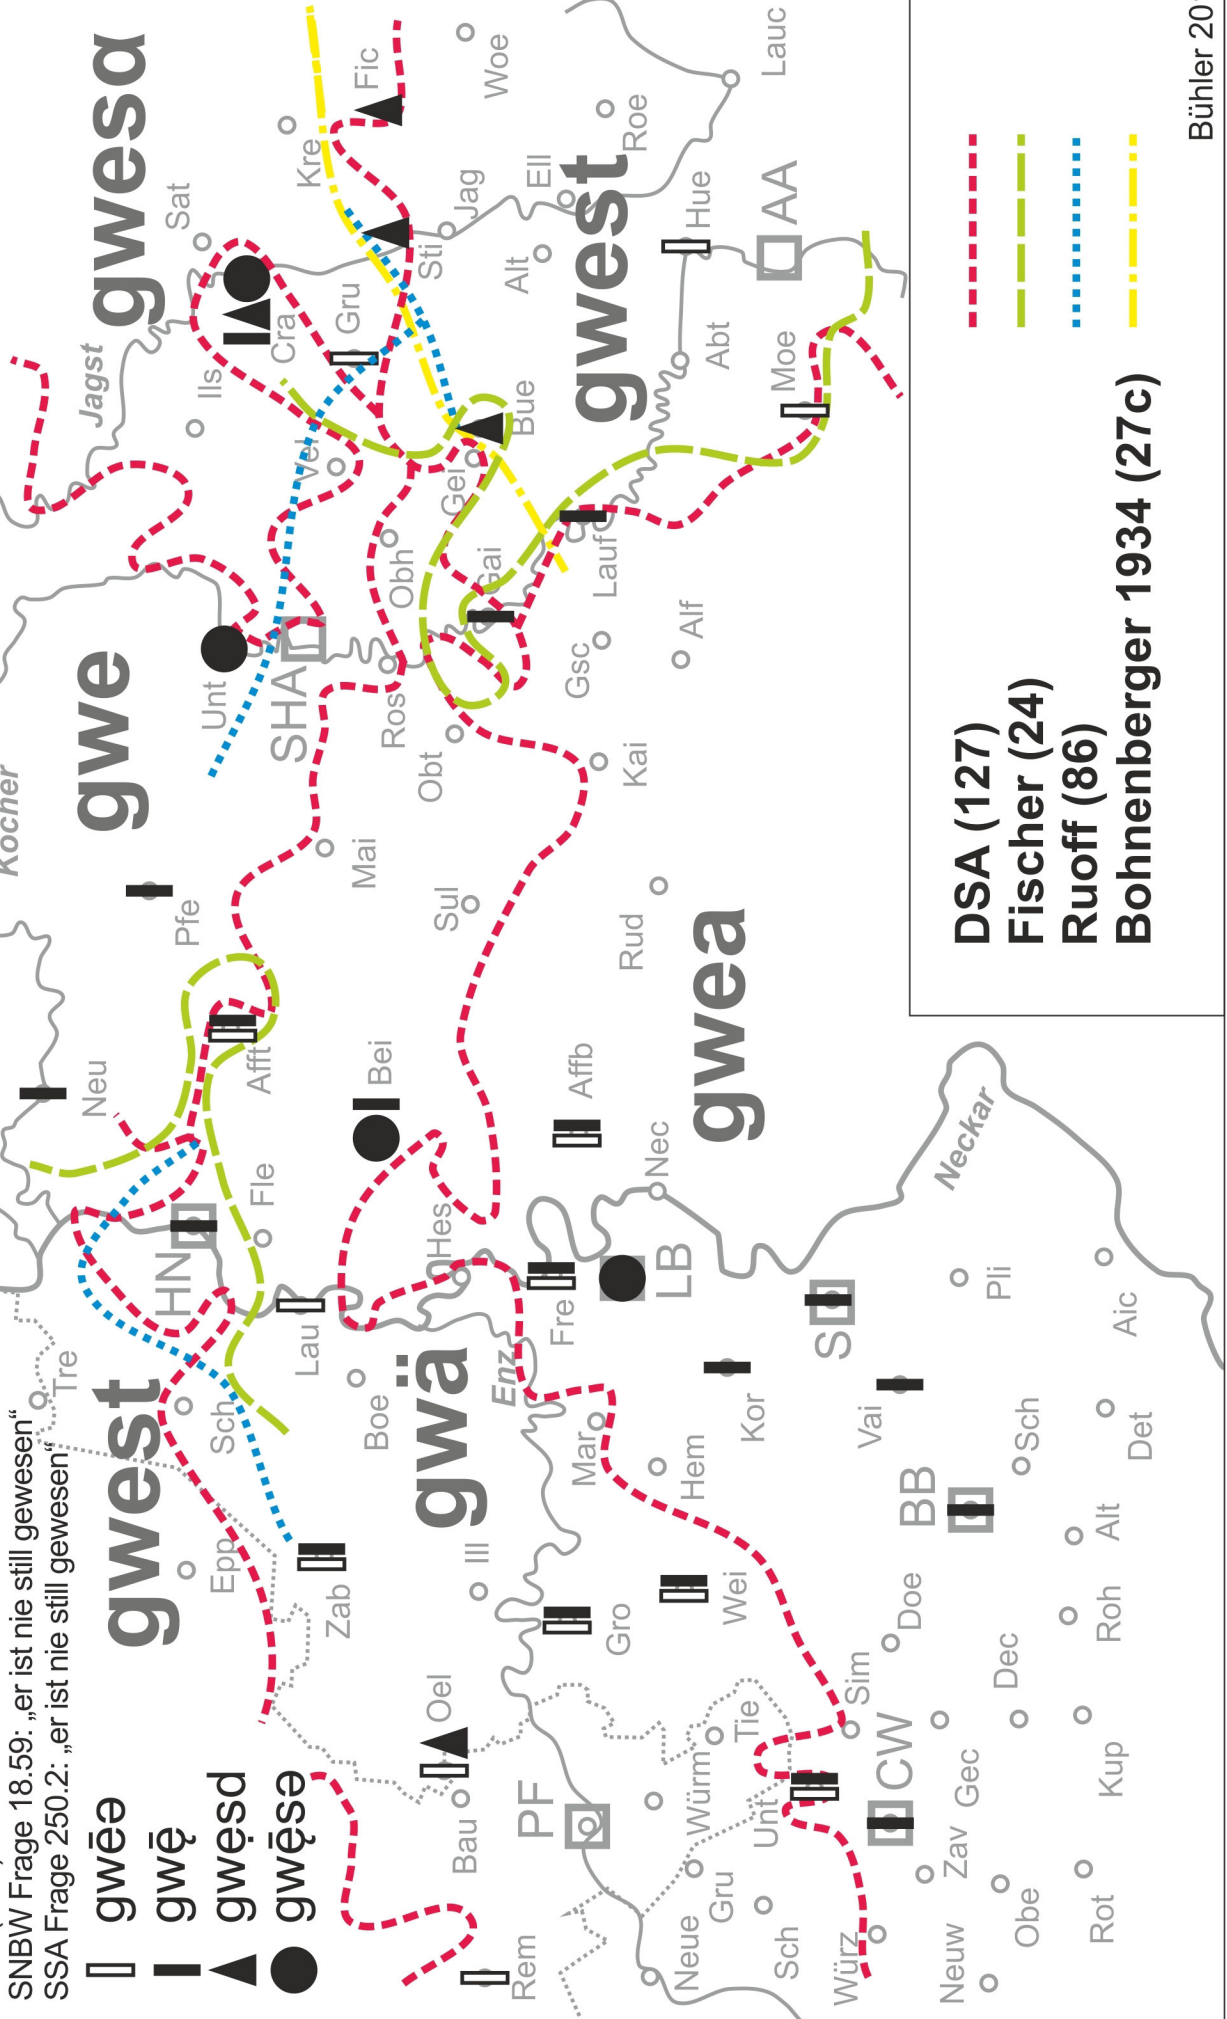 SNBW Frage 18.59: „er ist nie still gewesen“
SSA Frage 250.2: „er ist nie still gewesen“
gwēe
gwę̄
gwẹsd
gwę̄sə
Kocher
Jagst
gwesa
gwe
gwest
gwest
gwä
gwea
Tre
Neu
Pfe
Unt
Ils
Sat
Cra
Kre
Fic
Woe
Epp
Sch
HN
Fle
Afft
Mai
SHA
Vel
Gru
Sti
Jag
Zab
Lau
Boe
Bei
Sul
Ros
Obh
Obt
Gel
Bue
Alt
Ell
Roe
Lauc
Oel
Bau
Rem
Ill
Enz
Hes
Fre
Affb
Kai
Gsc
Gai
Lauf
Alf
Abt
Hue
AA
Moe
PF
Gro
Mar
Hem
Wei
LB
Nec
Rud
Kor
Neckar
Neue
Gru
Würm
Tie
Unt
Sch
Würz
Sim
CW
Doe
Vai
S
BB
Pli
Aic
Neuw
Zav
Gec
Dec
Sch
Det
Alt
Roh
Kup
Obe
Rot
DSA (127)
Fischer (24)
Ruoff (86)
Bohnenberger 1934 (27c)
Bühler 20